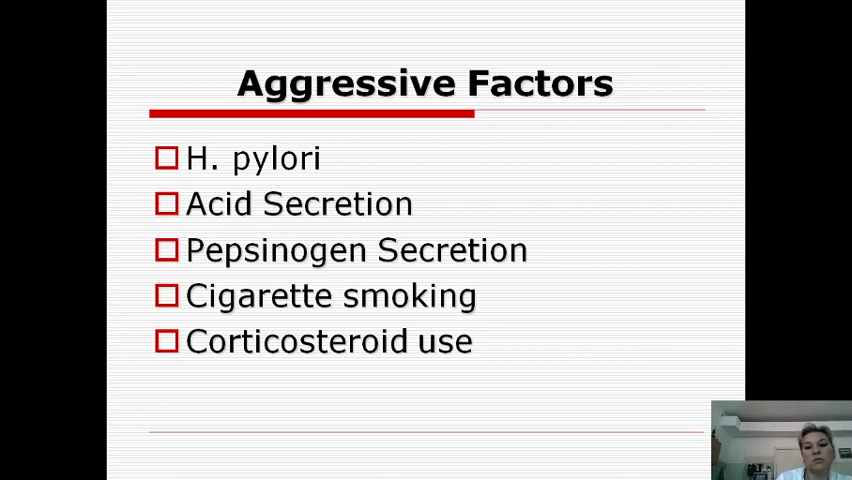 Aggressive Factors
H. pylori
Acid Secretion
Pepsinogen Secretion
Cigarette smoking
Corticosteroid use